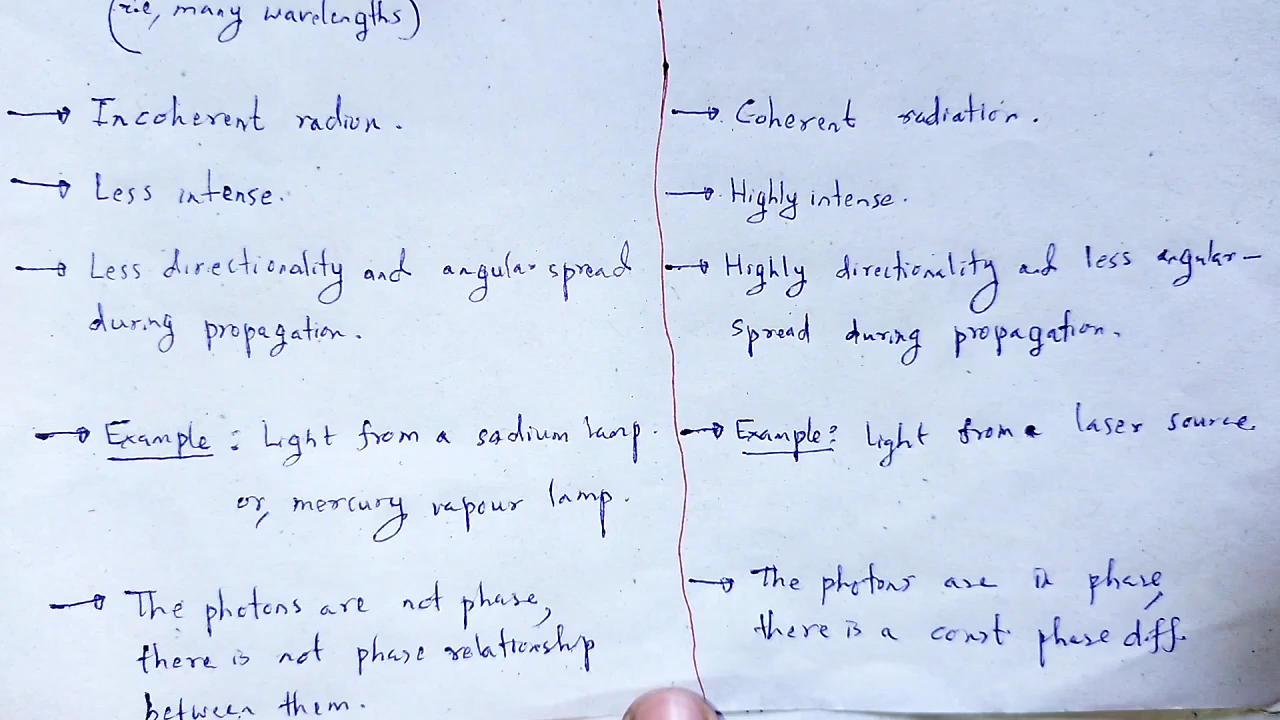 (i.e, many wavelengths)
→ Incoherent radion.
→ Less intense.
→ Less directionality and angular spread
during propagation.
→ Example : Light from a sodium lamp.
or, mercury vapour lamp.
→ The photons are not phase,
there is not phase relationship
between them.
→ Coherent radiation.
→ Highly intense.
→ Highly directionality and less angular-
spread during propagation.
→ Example: Light from a laser source.
→ The photons are in phase,
there is a const. phase diff.